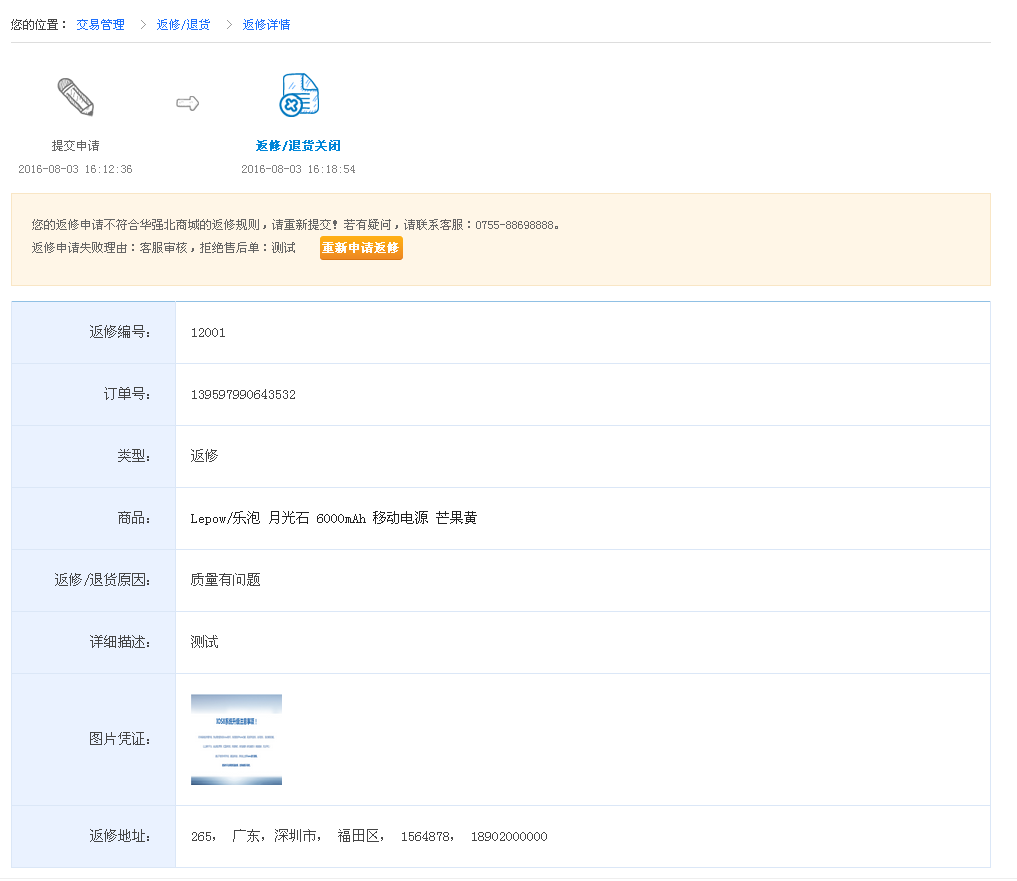 您的位置： 交易管理 > 返修/退货 > 返修详情
提交申请
2016-08-03 16:12:36
返修/退货关闭
2016-08-03 16:18:54
您的返修申请不符合华强北商城的返修规则，请重新提交！若有疑问，请联系客服：0755-88698888。
返修申请失败理由：客服审核，拒绝售后单：测试 重新申请返修
返修编号： 12001
订单号： 139597990643532
类型： 返修
商品： Lepow/乐泡 月光石 6000mAh 移动电源 芒果黄
返修/退货原因： 质量有问题
详细描述： 测试
图片凭证：
返修地址： 265， 广东，深圳市， 福田区， 1564878， 18902000000